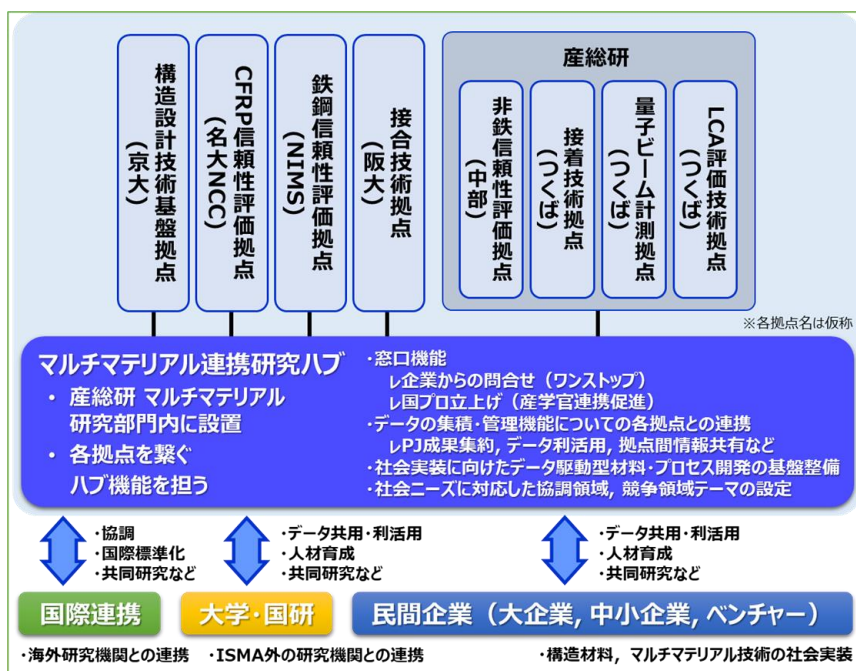 構造設計技術基盤拠点
(京大)
CFRP信頼性評価拠点
(名大NCC)
鉄鋼信頼性評価拠点
(NIMS)
接合技術拠点
(阪大)
産総研
非鉄信頼性評価拠点
(中部)
接着技術拠点
(つくば)
量子ビーム計測拠点
(つくば)
LCA評価技術拠点
(つくば)
※各拠点名は仮称
マルチマテリアル連携研究ハブ
• 産総研 マルチマテリアル
研究部門内に設置
• 各拠点を繋ぐ
ハブ機能を担う
・窓口機能
レ企業からの問合せ（ワンストップ）
レ国プロ立上げ（産学官連携促進）
・データの集積・管理機能についての各拠点との連携
レPJ成果集約, データ利活用, 拠点間情報共有など
・社会実装に向けたデータ駆動型材料・プロセス開発の基盤整備
・社会ニーズに対応した協調領域, 競争領域テーマの設定
・協調
・国際標準化
・共同研究など
・データ共用・利活用
・人材育成
・共同研究など
・データ共用・利活用
・人材育成
・共同研究など
国際連携
大学・国研
民間企業（大企業, 中小企業, ベンチャー）
・海外研究機関との連携
・ISMA外の研究機関との連携
・構造材料, マルチマテリアル技術の社会実装